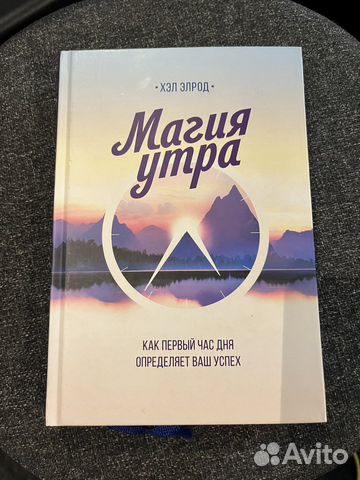 • ХЭЛ ЭЛРОД •
Магия
утра
КАК ПЕРВЫЙ ЧАС ДНЯ
ОПРЕДЕЛЯЕТ ВАШ УСПЕХ
Avito